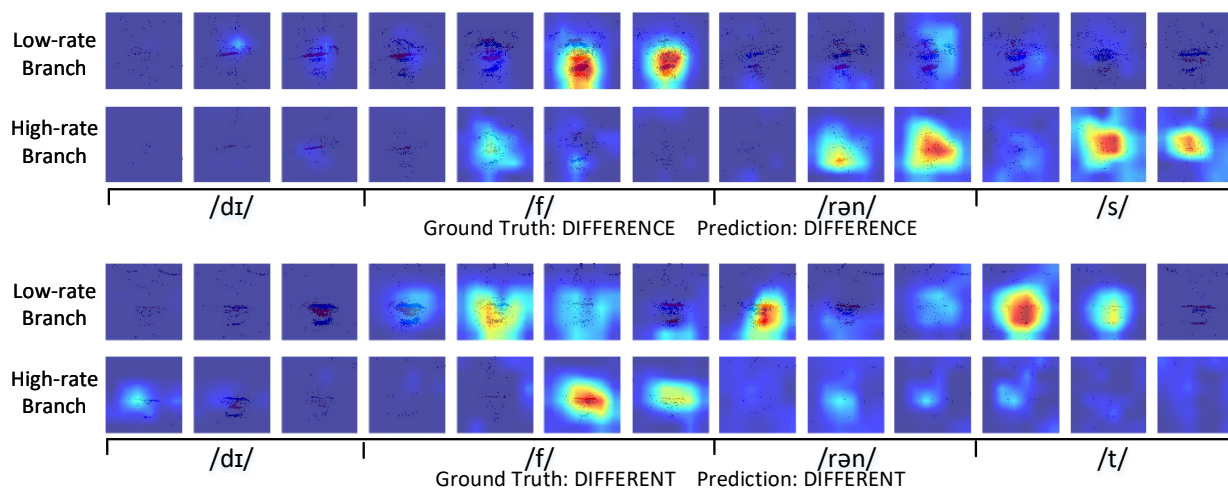 Low-rate
Branch
High-rate
Branch
/dɪ/ /f/ /rən/ /s/
Ground Truth: DIFFERENCE Prediction: DIFFERENCE
Low-rate
Branch
High-rate
Branch
/dɪ/ /f/ /rən/ /t/
Ground Truth: DIFFERENT Prediction: DIFFERENT